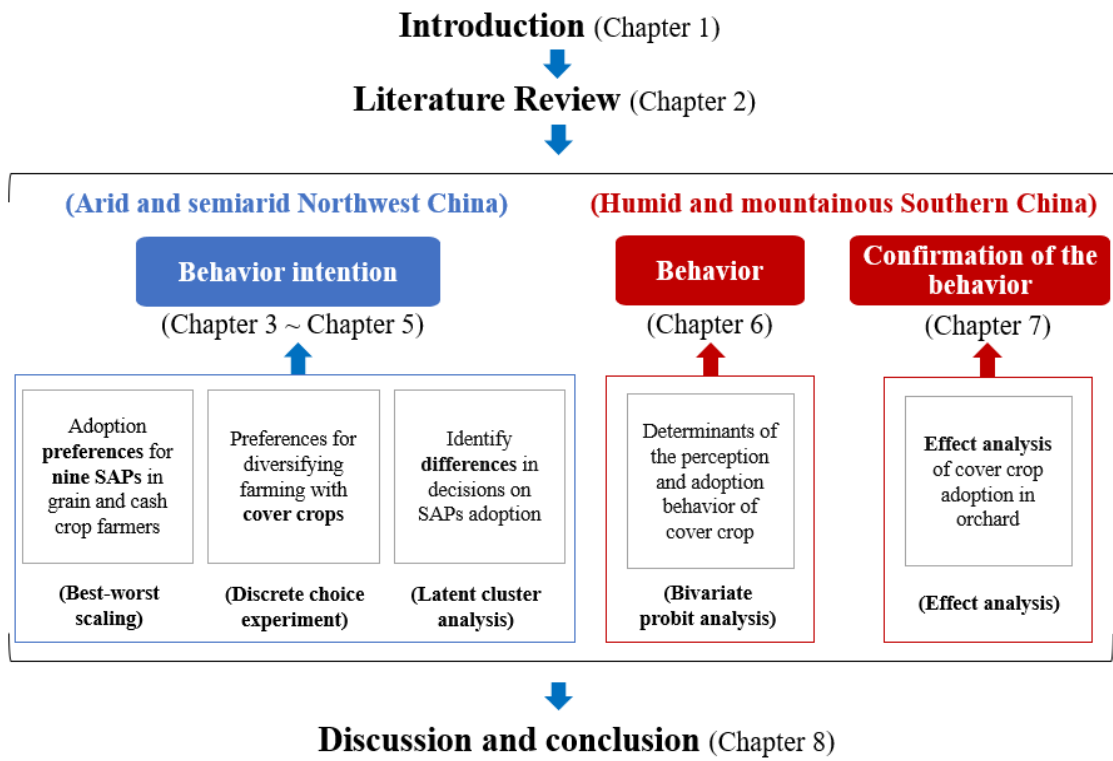 Introduction (Chapter 1)
Literature Review (Chapter 2)
(Arid and semiarid Northwest China)
(Humid and mountainous Southern China)
Behavior intention
(Chapter 3 ~ Chapter 5)
Behavior
(Chapter 6)
Confirmation of the
behavior
(Chapter 7)
Adoption
preferences for
nine SAPs in
grain and cash
crop farmers
(Best-worst
scaling)
Preferences for
diversifying
farming with
cover crops
(Discrete choice
experiment)
Identify
differences in
decisions on
SAPs adoption
(Latent cluster
analysis)
Determinants of
the perception
and adoption
behavior of
cover crop
(Bivariate
probit analysis)
Effect analysis
of cover crop
adoption in
orchard
(Effect analysis)
Discussion and conclusion (Chapter 8)